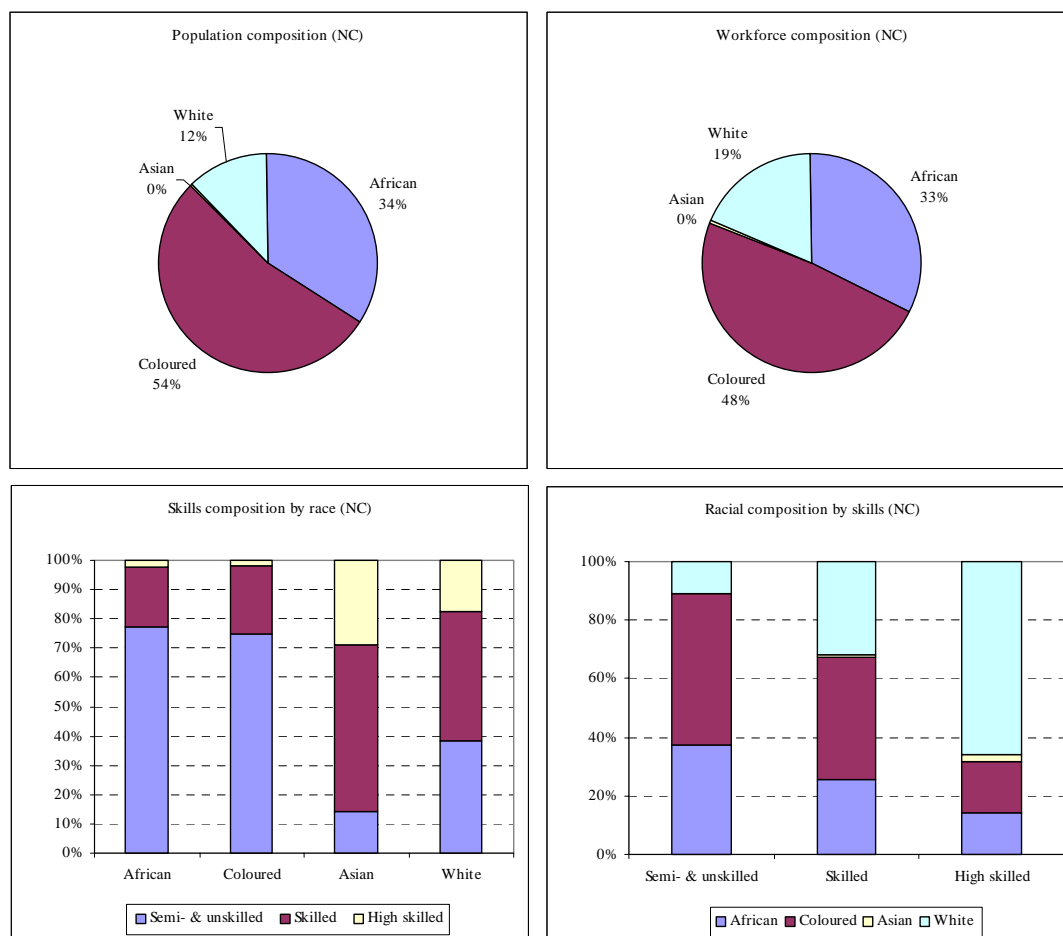 Population composition (NC)
White
12%
Asian
0%
African
34%
Coloured
54%
Workforce composition (NC)
White
19%
Asian
0%
African
33%
Coloured
48%
Skills composition by race (NC)
100%
90%
80%
70%
60%
50%
40%
30%
20%
10%
0%
African Coloured Asian White
Semi- & unskilled Skilled High skilled
Racial composition by skills (NC)
100%
80%
60%
40%
20%
0%
Semi- & unskilled Skilled High skilled
African Coloured Asian White